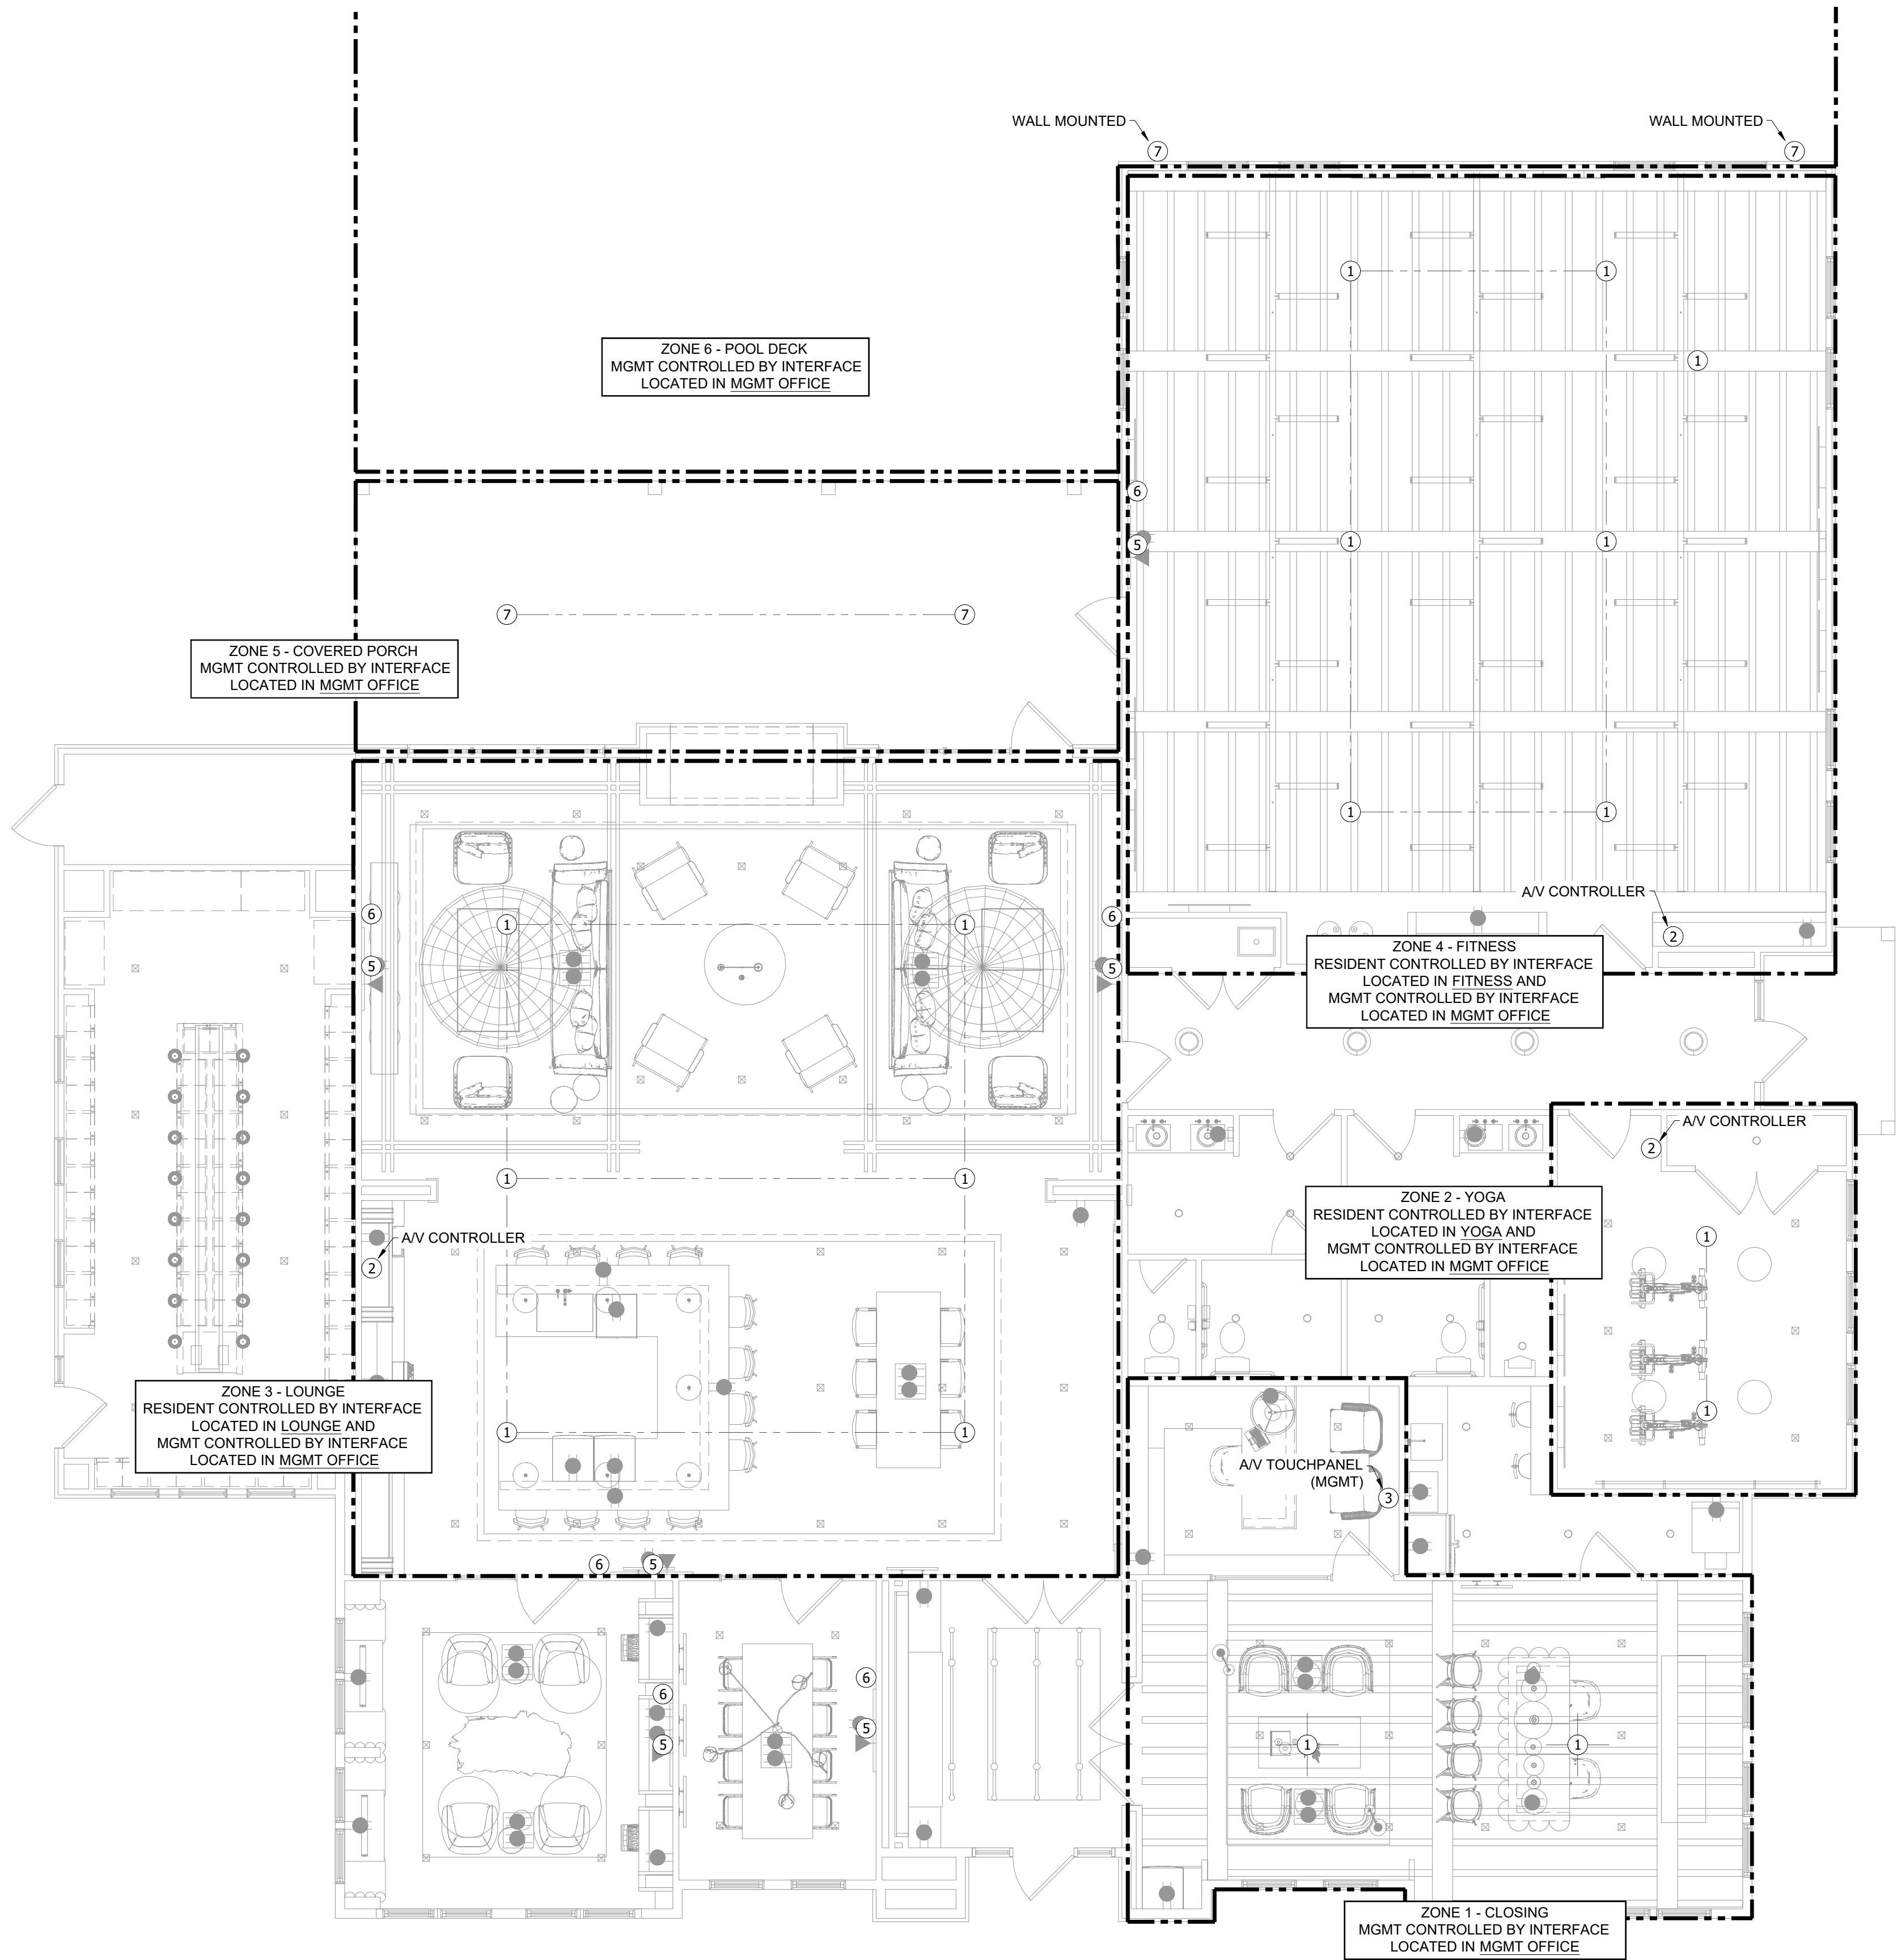 WALL MOUNTED
7
WALL MOUNTED
7
1
1
ZONE 6 - POOL DECK
MGMT CONTROLLED BY INTERFACE
LOCATED IN MGMT OFFICE
1
6
5
1
1
7
7
ZONE 5 - COVERED PORCH
MGMT CONTROLLED BY INTERFACE
LOCATED IN MGMT OFFICE
1
1
A/V CONTROLLER
2
6
1
1
6
5
5
ZONE 4 - FITNESS
RESIDENT CONTROLLED BY INTERFACE
LOCATED IN FITNESS AND
MGMT CONTROLLED BY INTERFACE
LOCATED IN MGMT OFFICE
A/V CONTROLLER
2
1
1
ZONE 2 - YOGA
RESIDENT CONTROLLED BY INTERFACE
LOCATED IN YOGA AND
MGMT CONTROLLED BY INTERFACE
LOCATED IN MGMT OFFICE
1
A/V CONTROLLER
2
ZONE 3 - LOUNGE
RESIDENT CONTROLLED BY INTERFACE
LOCATED IN LOUNGE AND
MGMT CONTROLLED BY INTERFACE
LOCATED IN MGMT OFFICE
1
1
1
A/V TOUCHPANEL
(MGMT)
3
6
5
6
5
6
5
1
1
ZONE 1 - CLOSING
MGMT CONTROLLED BY INTERFACE
LOCATED IN MGMT OFFICE